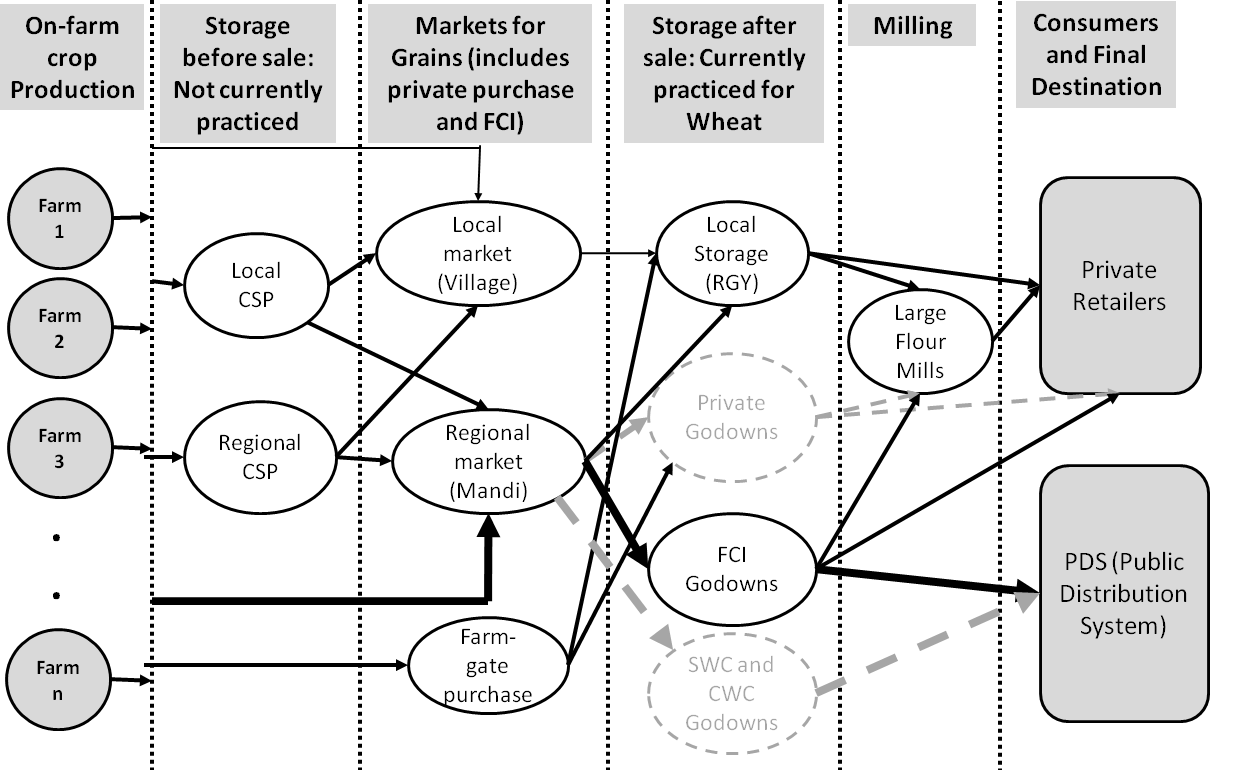 On-farm
crop
Production
Storage
before sale:
Not currently
practiced
Markets for
Grains (includes
private purchase
and FCI)
Storage after
sale: Currently
practiced for
Wheat
Milling
Consumers
and Final
Destination
Farm
1
Farm
2
Farm
3
.
.
Farm
n
Local
CSP
Regional
CSP
Local
market
(Village)
Regional
market
(Mandi)
Farm-
gate
purchase
Local
Storage
(RGY)
Private
Godowns
FCI
Godowns
SWC and
CWC
Godowns
Large
Flour
Mills
Private
Retailers
PDS (Public
Distribution
System)